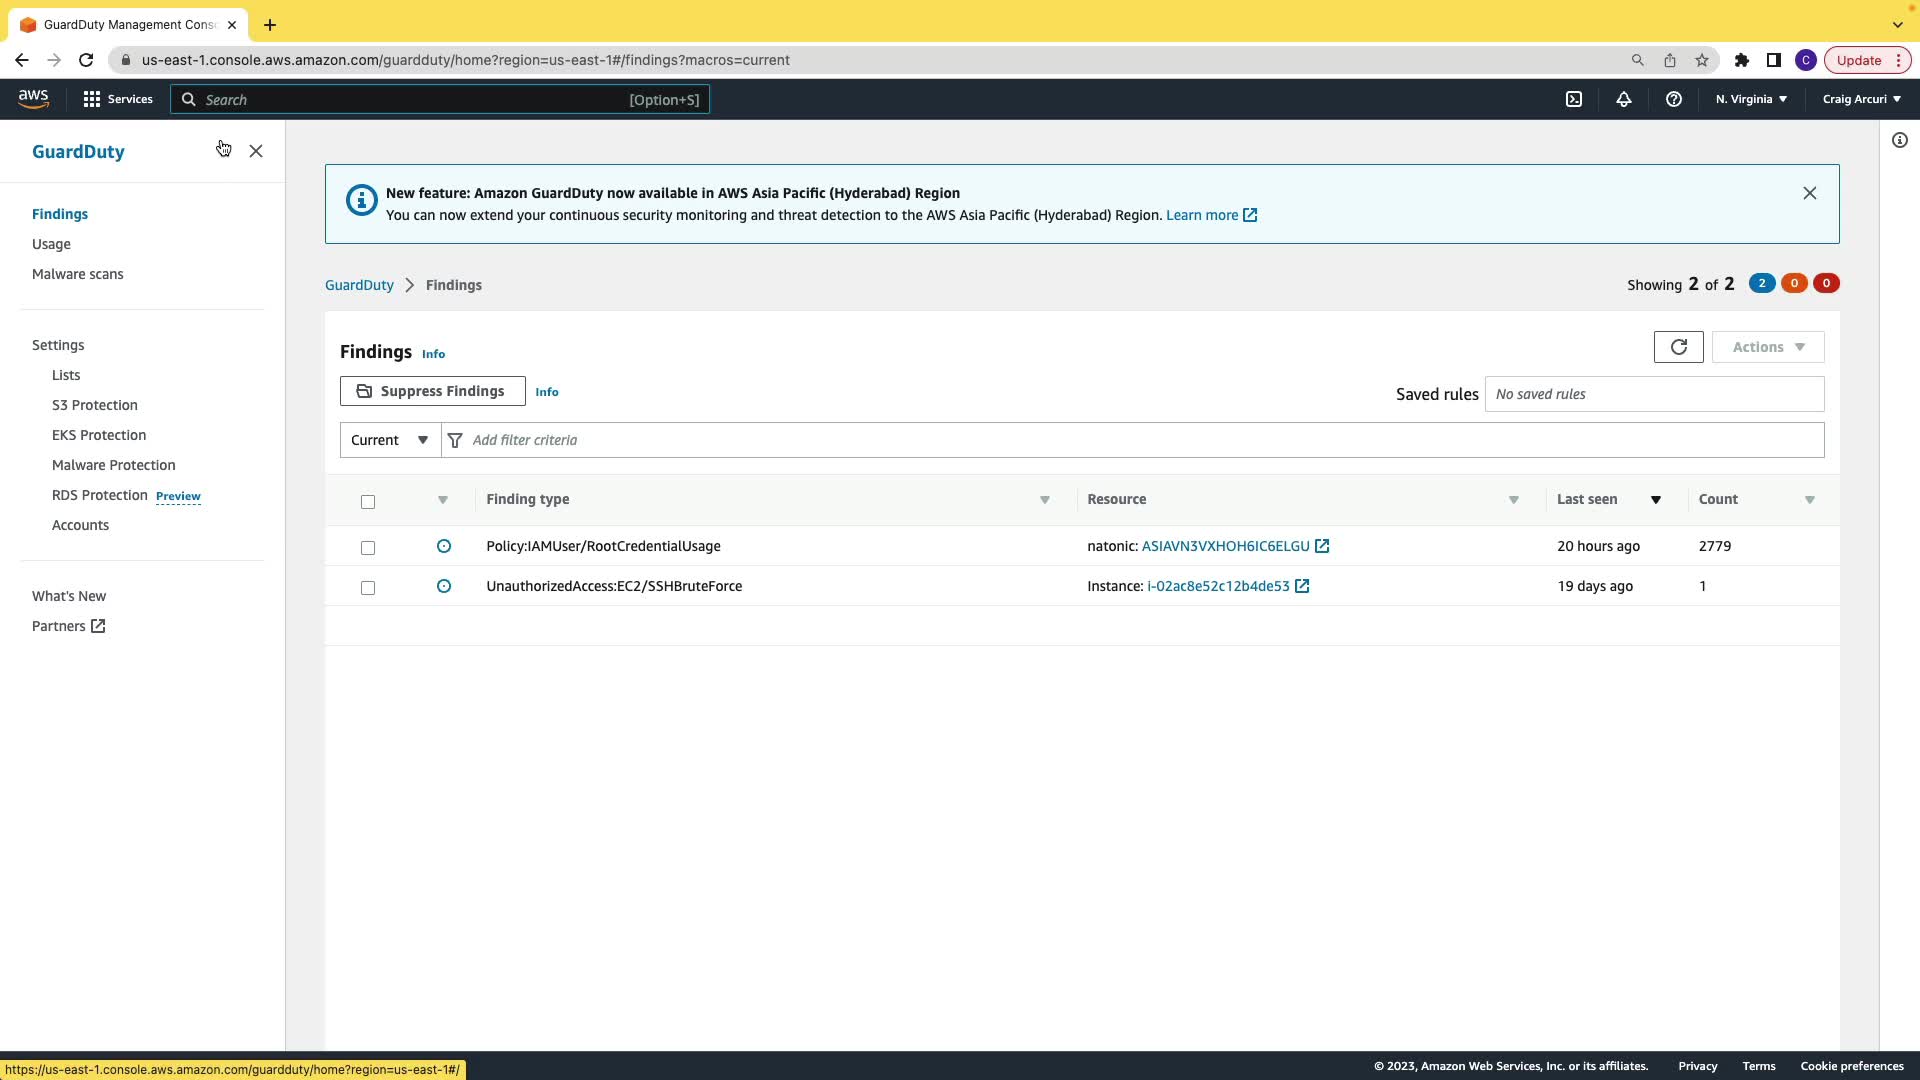 GuardDuty Management Cons
us-east-1.console.aws.amazon.com/guardduty/home?region=us-east-1#/findings?macros=current
C
Update
aws
Services
Search
[Option+S]
N. Virginia
Craig Arcuri
GuardDuty
Findings
Usage
Malware scans
Settings
Lists
S3 Protection
EKS Protection
Malware Protection
RDS Protection Preview
Accounts
What's New
Partners
New feature: Amazon GuardDuty now available in AWS Asia Pacific (Hyderabad) Region
You can now extend your continuous security monitoring and threat detection to the AWS Asia Pacific (Hyderabad) Region. Learn more
GuardDuty > Findings
Showing 2 of 2 2 0 0
Findings Info
Actions
Suppress Findings Info
Saved rules No saved rules
Current Add filter criteria
Finding type Resource Last seen Count
Policy:IAMUser/RootCredentialUsage natonic: ASIAVN3VXHOH6IC6ELGU 20 hours ago 2779
UnauthorizedAccess:EC2/SSHBruteForce Instance: i-02ac8e52c12b4de53 19 days ago 1
https://us-east-1.console.aws.amazon.com/guardduty/home?region=us-east-1#/
© 2023, Amazon Web Services, Inc. or its affiliates. Privacy Terms Cookie preferences